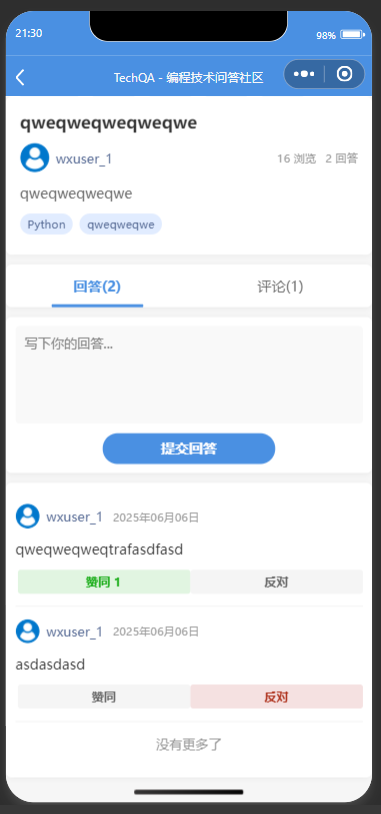 21:30 98%
TechQA - 编程技术问答社区
qweqweqweqweqwe
wxuser_1 16 浏览 2 回答
qweqweqweqwe
Python qweqweqwe
回答(2) 评论(1)
写下你的回答...
提交回答
wxuser_1 2025年06月06日
qweqweqweqtrafasdfasd
赞同 1 反对
wxuser_1 2025年06月06日
asdasdasd
赞同 反对
没有更多了